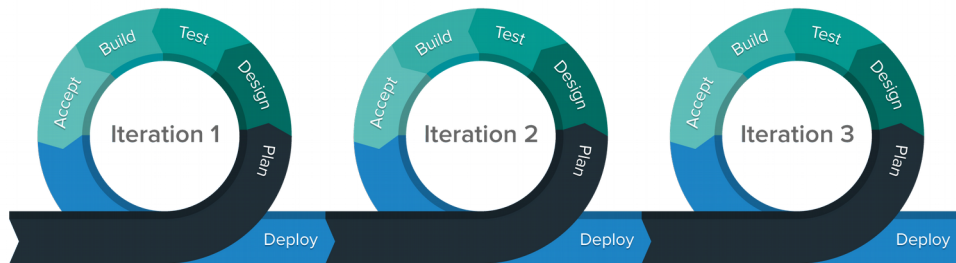 Accept
Build
Test
Design
Plan
Iteration 1
Deploy
Accept
Build
Test
Design
Plan
Iteration 2
Deploy
Accept
Build
Test
Design
Plan
Iteration 3
Deploy